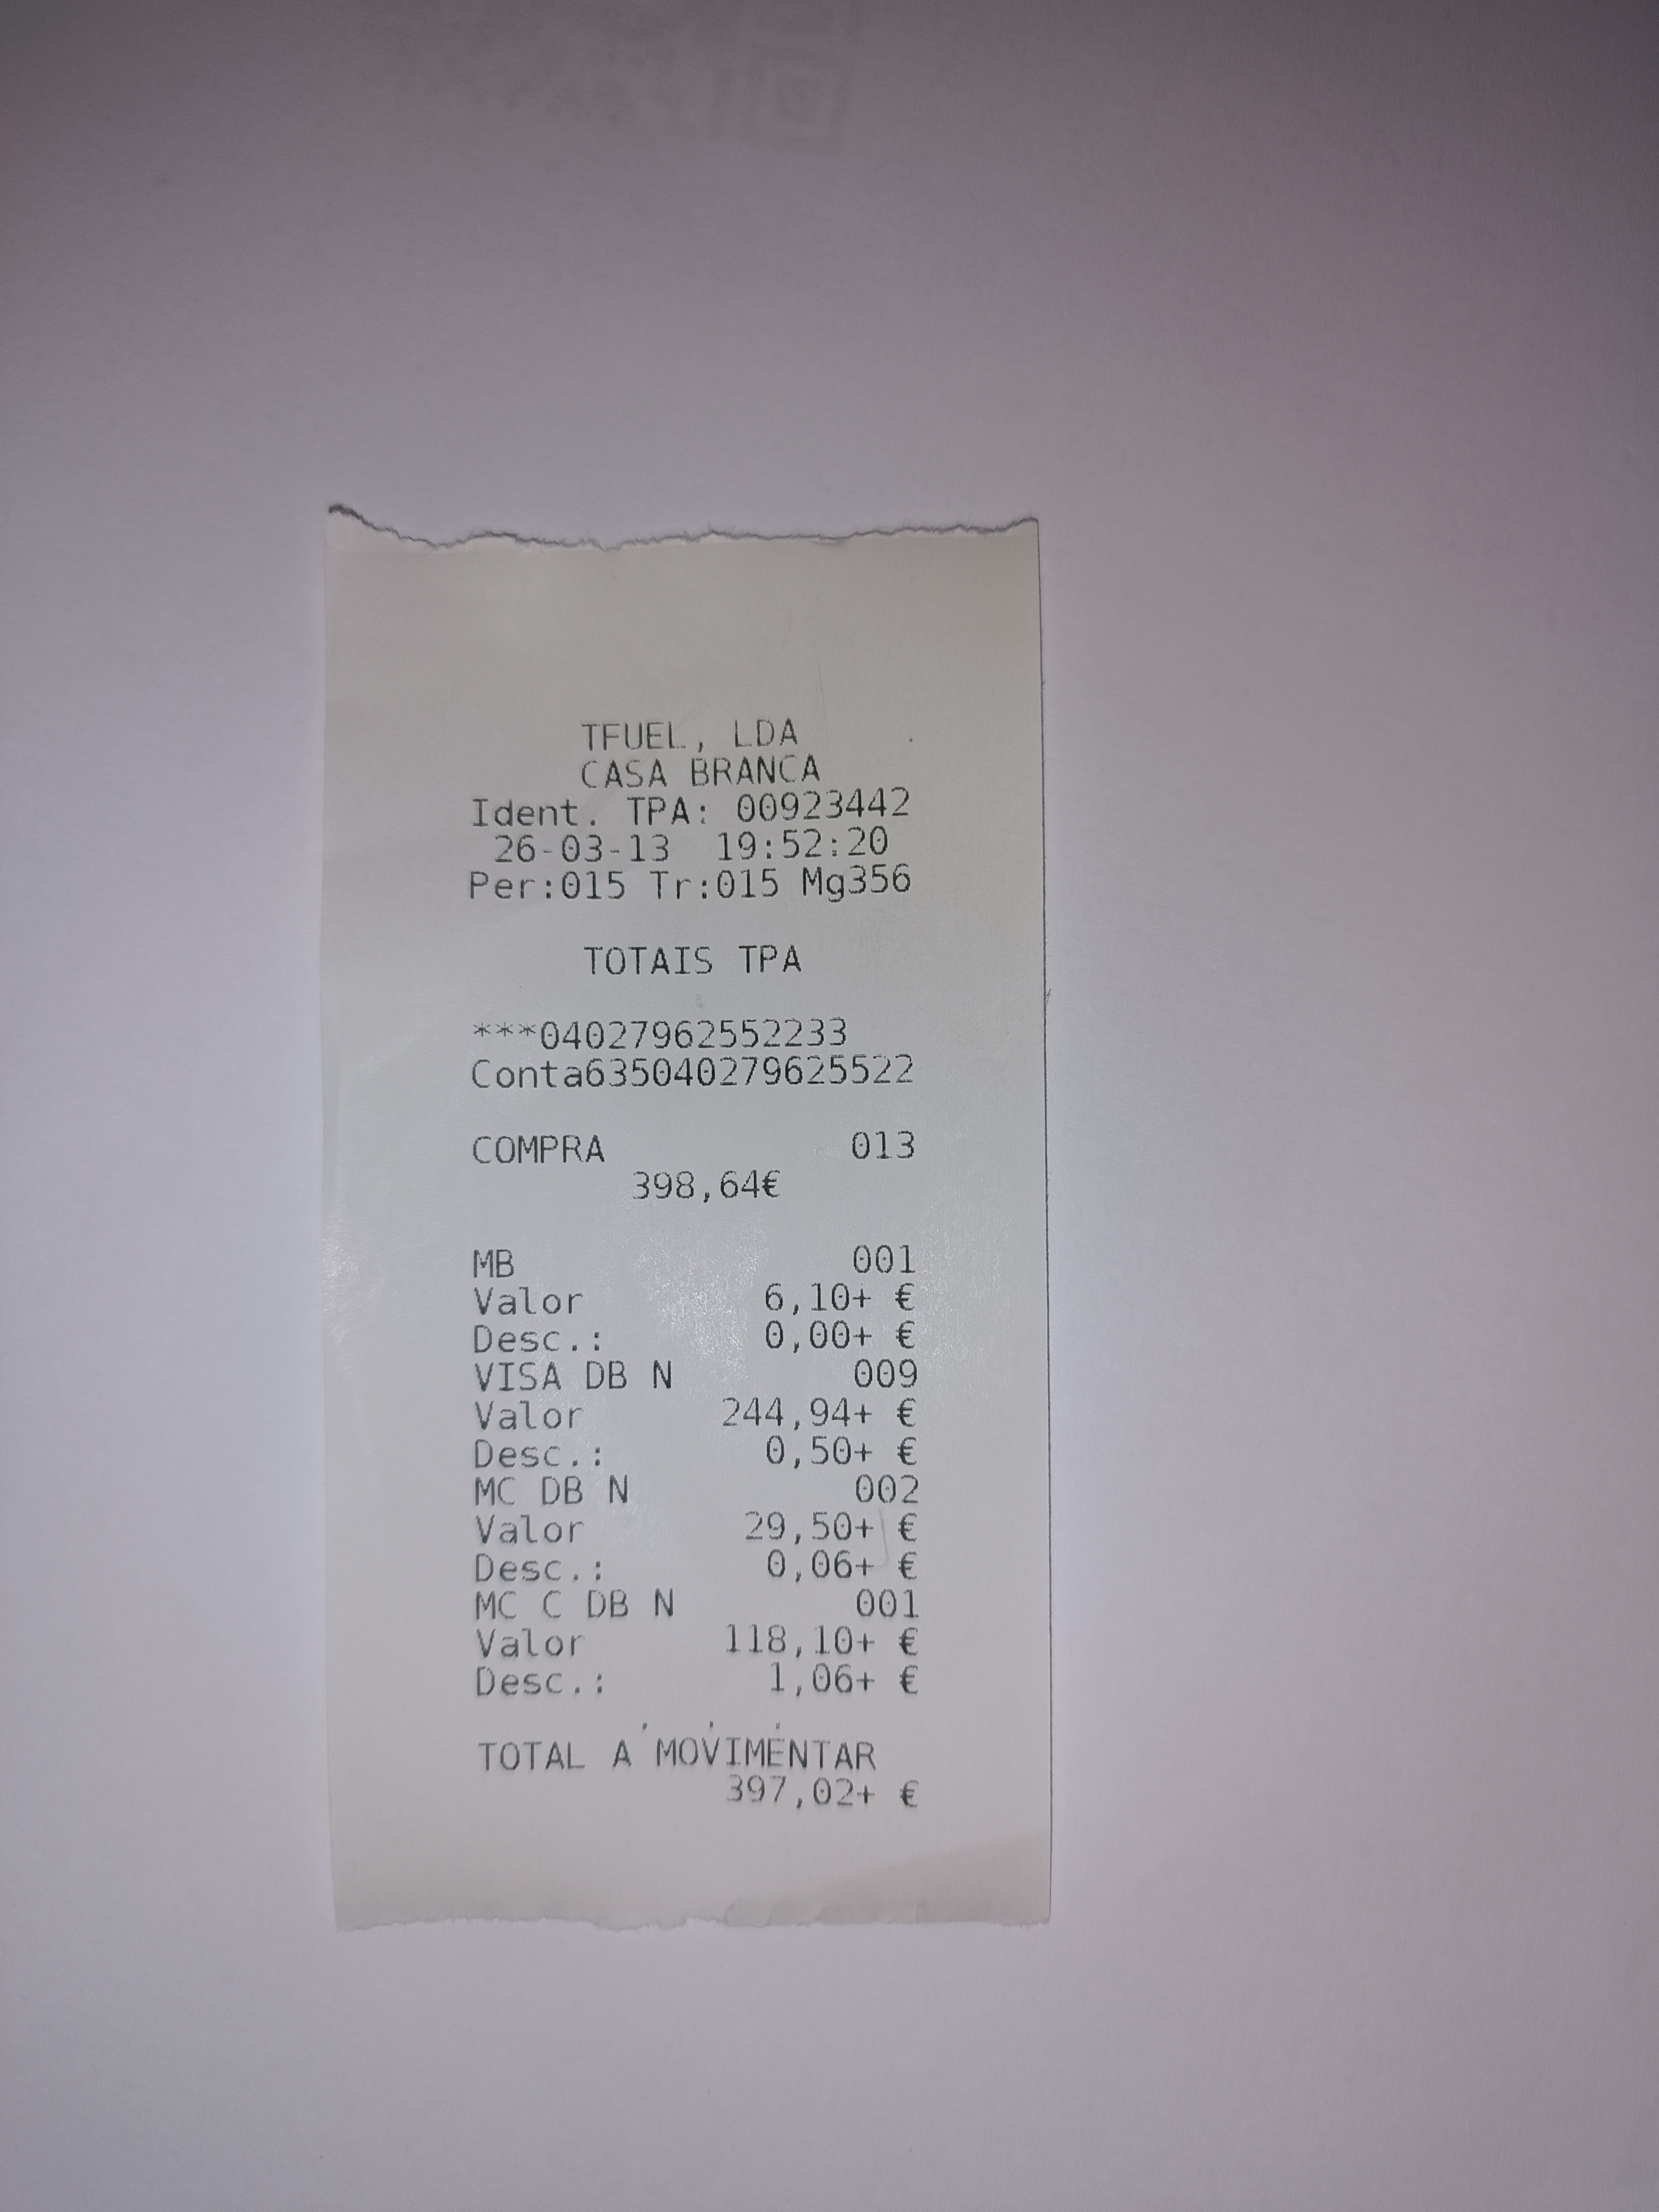 TFUEL, LDA
CASA BRANCA
Ident. TPA: 00923442
26-03-13 19:52:20
Per:015 Tr:015 Mg356
TOTAIS TPA
***04027962552233
Conta635040279625522
COMPRA 013
398,64€
MB 001
Valor 6,10+ €
Desc.: 0,00+ €
VISA DB N 009
Valor 244,94+ €
Desc.: 0,50+ €
MC DB N 002
Valor 29,50+ €
Desc.: 0,06+ €
MC C DB N 001
Valor 118,10+ €
Desc.: 1,06+ €
TOTAL A MOVIMENTAR
397,02+ €